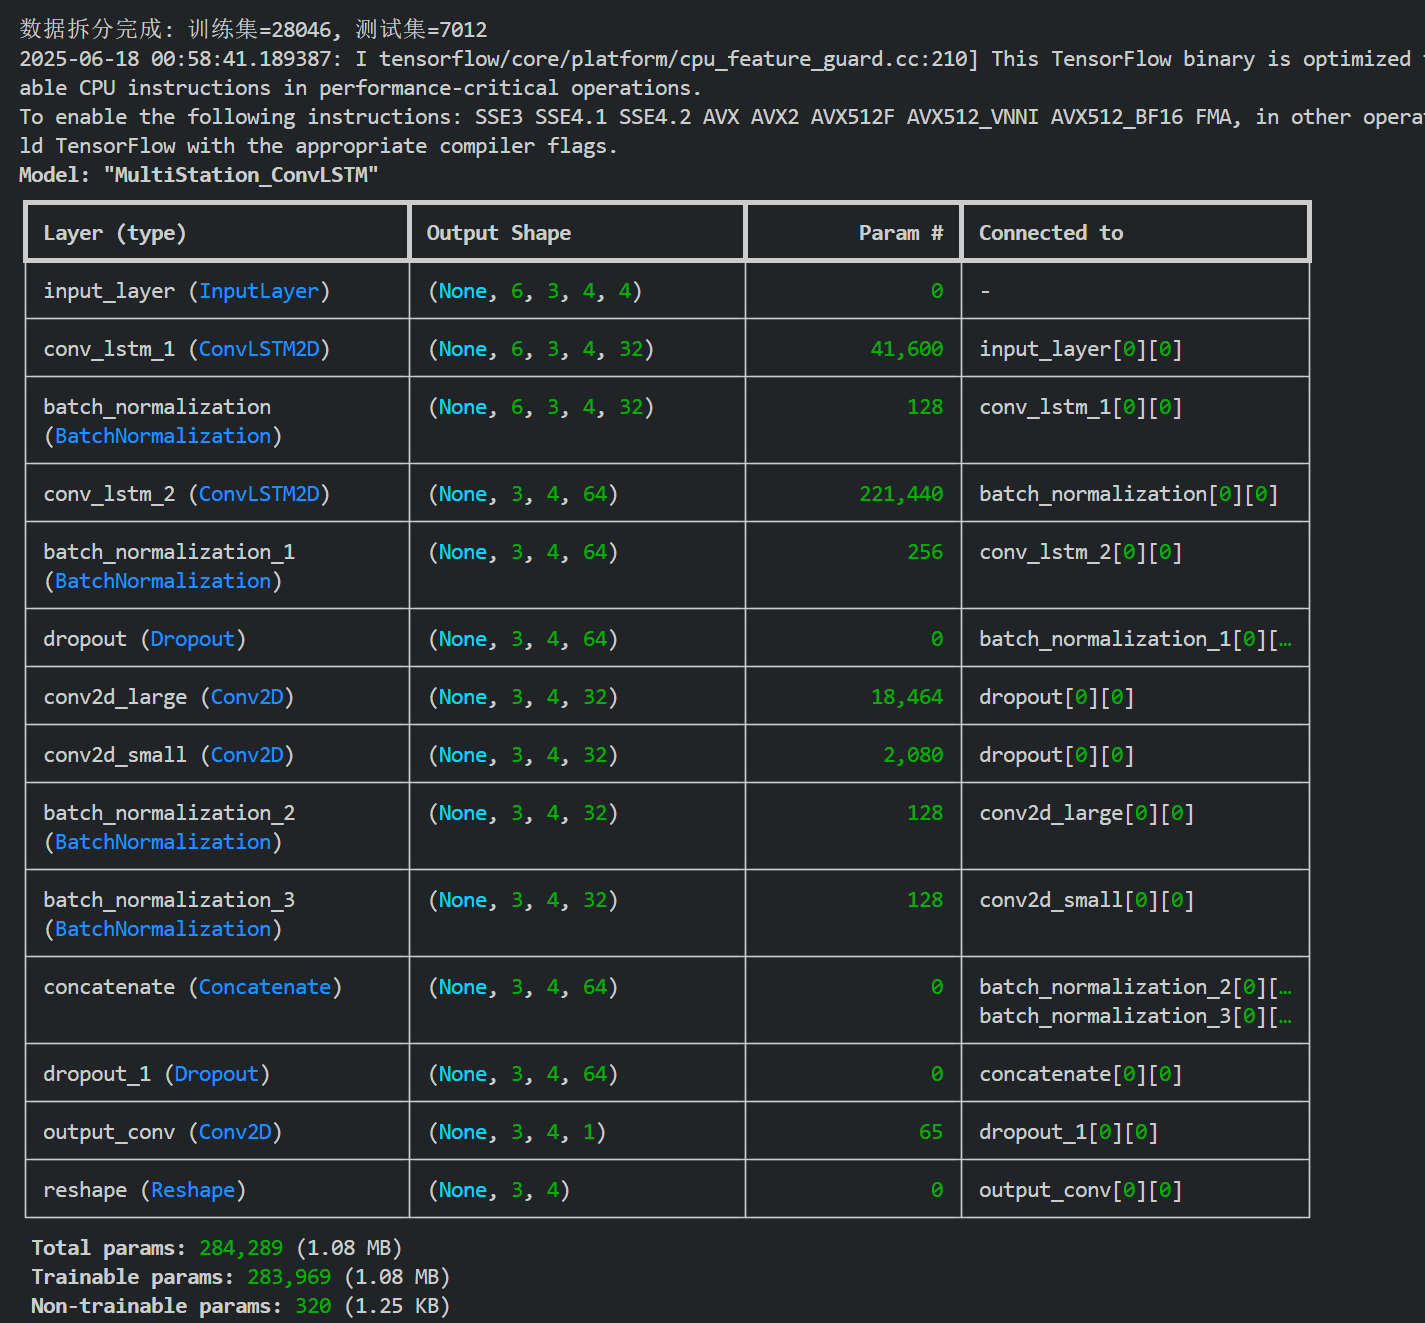 数据拆分完成: 训练集=28046, 测试集=7012
2025-06-18 00:58:41.189387: I tensorflow/core/platform/cpu_feature_guard.cc:210] This TensorFlow binary is optimized
able CPU instructions in performance-critical operations.
To enable the following instructions: SSE3 SSE4.1 SSE4.2 AVX AVX2 AVX512F AVX512_VNNI AVX512_BF16 FMA, in other opera
ld TensorFlow with the appropriate compiler flags.
Model: "MultiStation_ConvLSTM"
Layer (type) Output Shape Param # Connected to
input_layer (InputLayer) (None, 6, 3, 4, 4) 0 -
conv_lstm_1 (ConvLSTM2D) (None, 6, 3, 4, 32) 41,600 input_layer[0][0]
batch_normalization (None, 6, 3, 4, 32) 128 conv_lstm_1[0][0]
(BatchNormalization)
conv_lstm_2 (ConvLSTM2D) (None, 3, 4, 64) 221,440 batch_normalization[0][0]
batch_normalization_1 (None, 3, 4, 64) 256 conv_lstm_2[0][0]
(BatchNormalization)
dropout (Dropout) (None, 3, 4, 64) 0 batch_normalization_1[0][…
conv2d_large (Conv2D) (None, 3, 4, 32) 18,464 dropout[0][0]
conv2d_small (Conv2D) (None, 3, 4, 32) 2,080 dropout[0][0]
batch_normalization_2 (None, 3, 4, 32) 128 conv2d_large[0][0]
(BatchNormalization)
batch_normalization_3 (None, 3, 4, 32) 128 conv2d_small[0][0]
(BatchNormalization)
concatenate (Concatenate) (None, 3, 4, 64) 0 batch_normalization_2[0][…
batch_normalization_3[0][…
dropout_1 (Dropout) (None, 3, 4, 64) 0 concatenate[0][0]
output_conv (Conv2D) (None, 3, 4, 1) 65 dropout_1[0][0]
reshape (Reshape) (None, 3, 4) 0 output_conv[0][0]
Total params: 284,289 (1.08 MB)
Trainable params: 283,969 (1.08 MB)
Non-trainable params: 320 (1.25 KB)